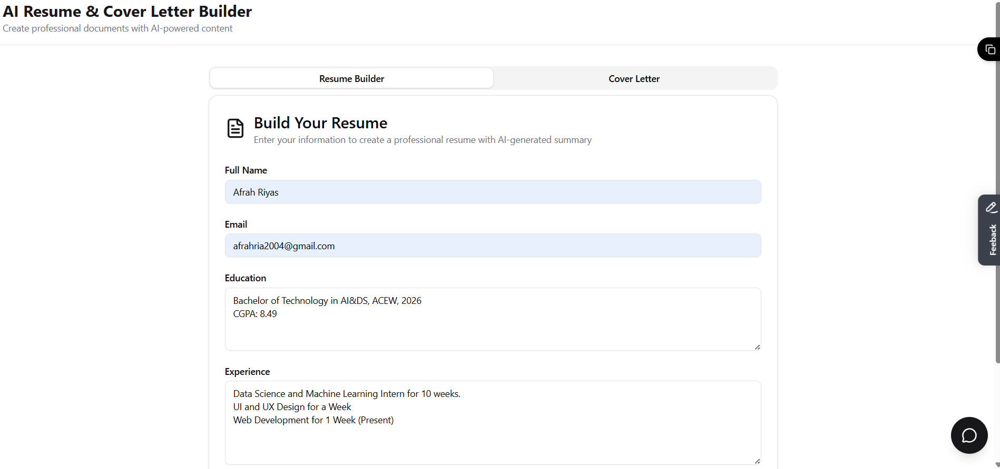 AI Resume & Cover Letter Builder
Create professional documents with AI-powered content
Resume Builder
Cover Letter
Build Your Resume
Enter your information to create a professional resume with AI-generated summary
Full Name
Afrah Riyas
Email
afrahria2004@gmail.com
Education
Bachelor of Technology in AI&DS, ACEW, 2026
CGPA: 8.49
Experience
Data Science and Machine Learning Intern for 10 weeks.
UI and UX Design for a Week
Web Development for 1 Week (Present)
Feeback